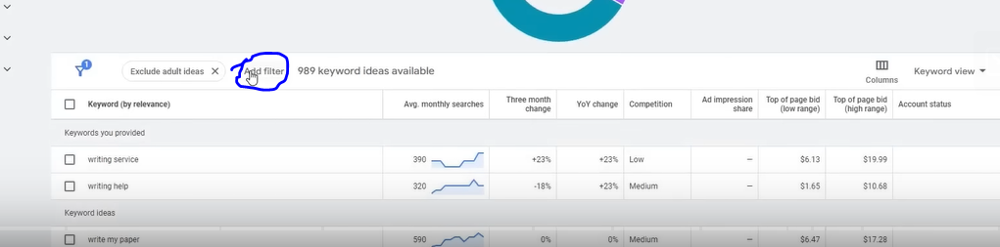 1
Exclude adult ideas Add filter 989 keyword ideas available
Columns
Keyword view
Keyword (by relevance) Avg. monthly searches Three month change YoY change Competition Ad impression share Top of page bid (low range) Top of page bid (high range) Account status
Keywords you provided
writing service 390 +23% +23% Low – $6.13 $19.99
writing help 320 -18% +23% Medium – $1.65 $10.68
Keyword ideas
write my paper 590 0% 0% Medium – $6.47 $17.28